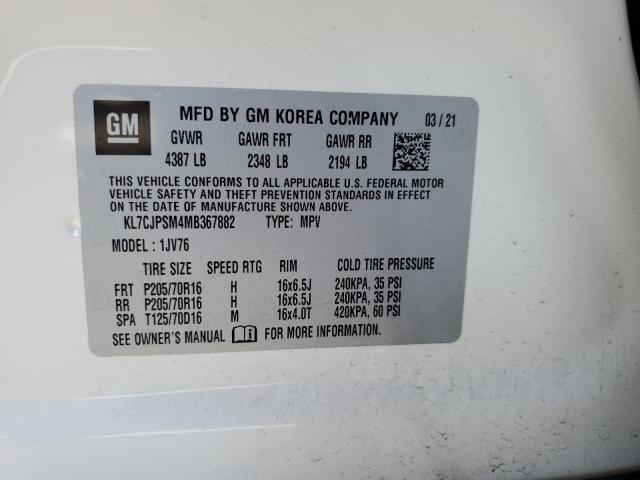 GM
MFD BY GM KOREA COMPANY 03 / 21
GVWR GAWR FRT GAWR RR
4387 LB 2348 LB 2194 LB
THIS VEHICLE CONFORMS TO ALL APPLICABLE U.S. FEDERAL MOTOR
VEHICLE SAFETY AND THEFT PREVENTION STANDARDS IN EFFECT
ON THE DATE OF MANUFACTURE SHOWN ABOVE.
KL7CJPSM4MB367882 TYPE: MPV
MODEL : 1JV76
TIRE SIZE SPEED RTG RIM COLD TIRE PRESSURE
FRT P205/70R16 H 16x6.5J 240KPA, 35 PSI
RR P205/70R16 H 16x6.5J 240KPA, 35 PSI
SPA T125/70D16 M 16x4.0T 420KPA, 60 PSI
SEE OWNER'S MANUAL FOR MORE INFORMATION.